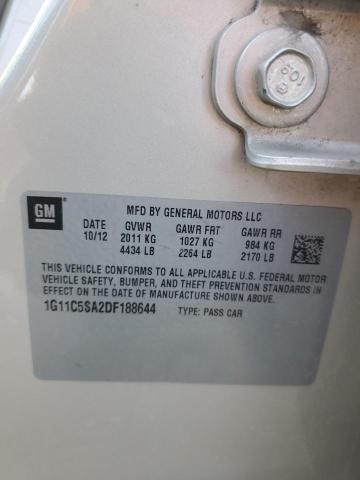 109
GM
MFD BY GENERAL MOTORS LLC
DATE GVWR GAWR FRT GAWR RR
10/12 2011 KG 1027 KG 984 KG
4434 LB 2264 LB 2170 LB
THIS VEHICLE CONFORMS TO ALL APPLICABLE U.S. FEDERAL MOTOR
VEHICLE SAFETY, BUMPER, AND THEFT PREVENTION STANDARDS IN
EFFECT ON THE DATE OF MANUFACTURE SHOWN ABOVE.
1G11C5SA2DF188644 TYPE: PASS CAR